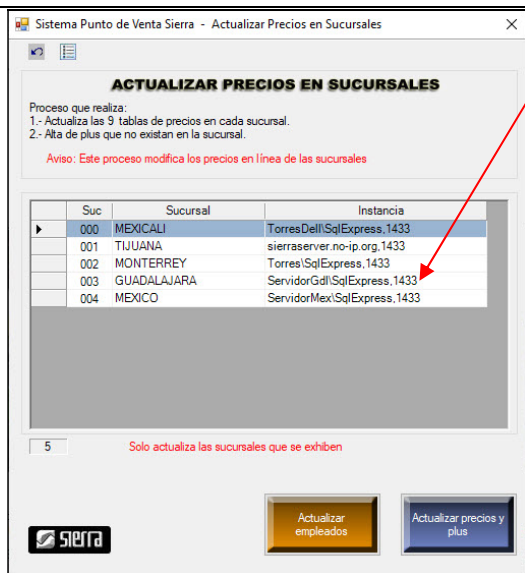 Sistema Punto de Venta Sierra - Actualizar Precios en Sucursales
ACTUALIZAR PRECIOS EN SUCURSALES
Proceso que realiza:
1.- Actualiza las 9 tablas de precios en cada sucursal.
2.- Alta de plus que no existan en la sucursal.
Aviso: Este proceso modifica los precios en línea de las sucursales
Suc Sucursal Instancia
000 MEXICALI TorresDell\SqlExpress,1433
001 TIJUANA sierraserver.no-ip.org,1433
002 MONTERREY Torres\SqlExpress,1433
003 GUADALAJARA ServidorGdl\SqlExpress,1433
004 MEXICO ServidorMex\SqlExpress,1433
5 Solo actualiza las sucursales que se exhiben
Actualizar empleados
Actualizar precios y plus
sierra